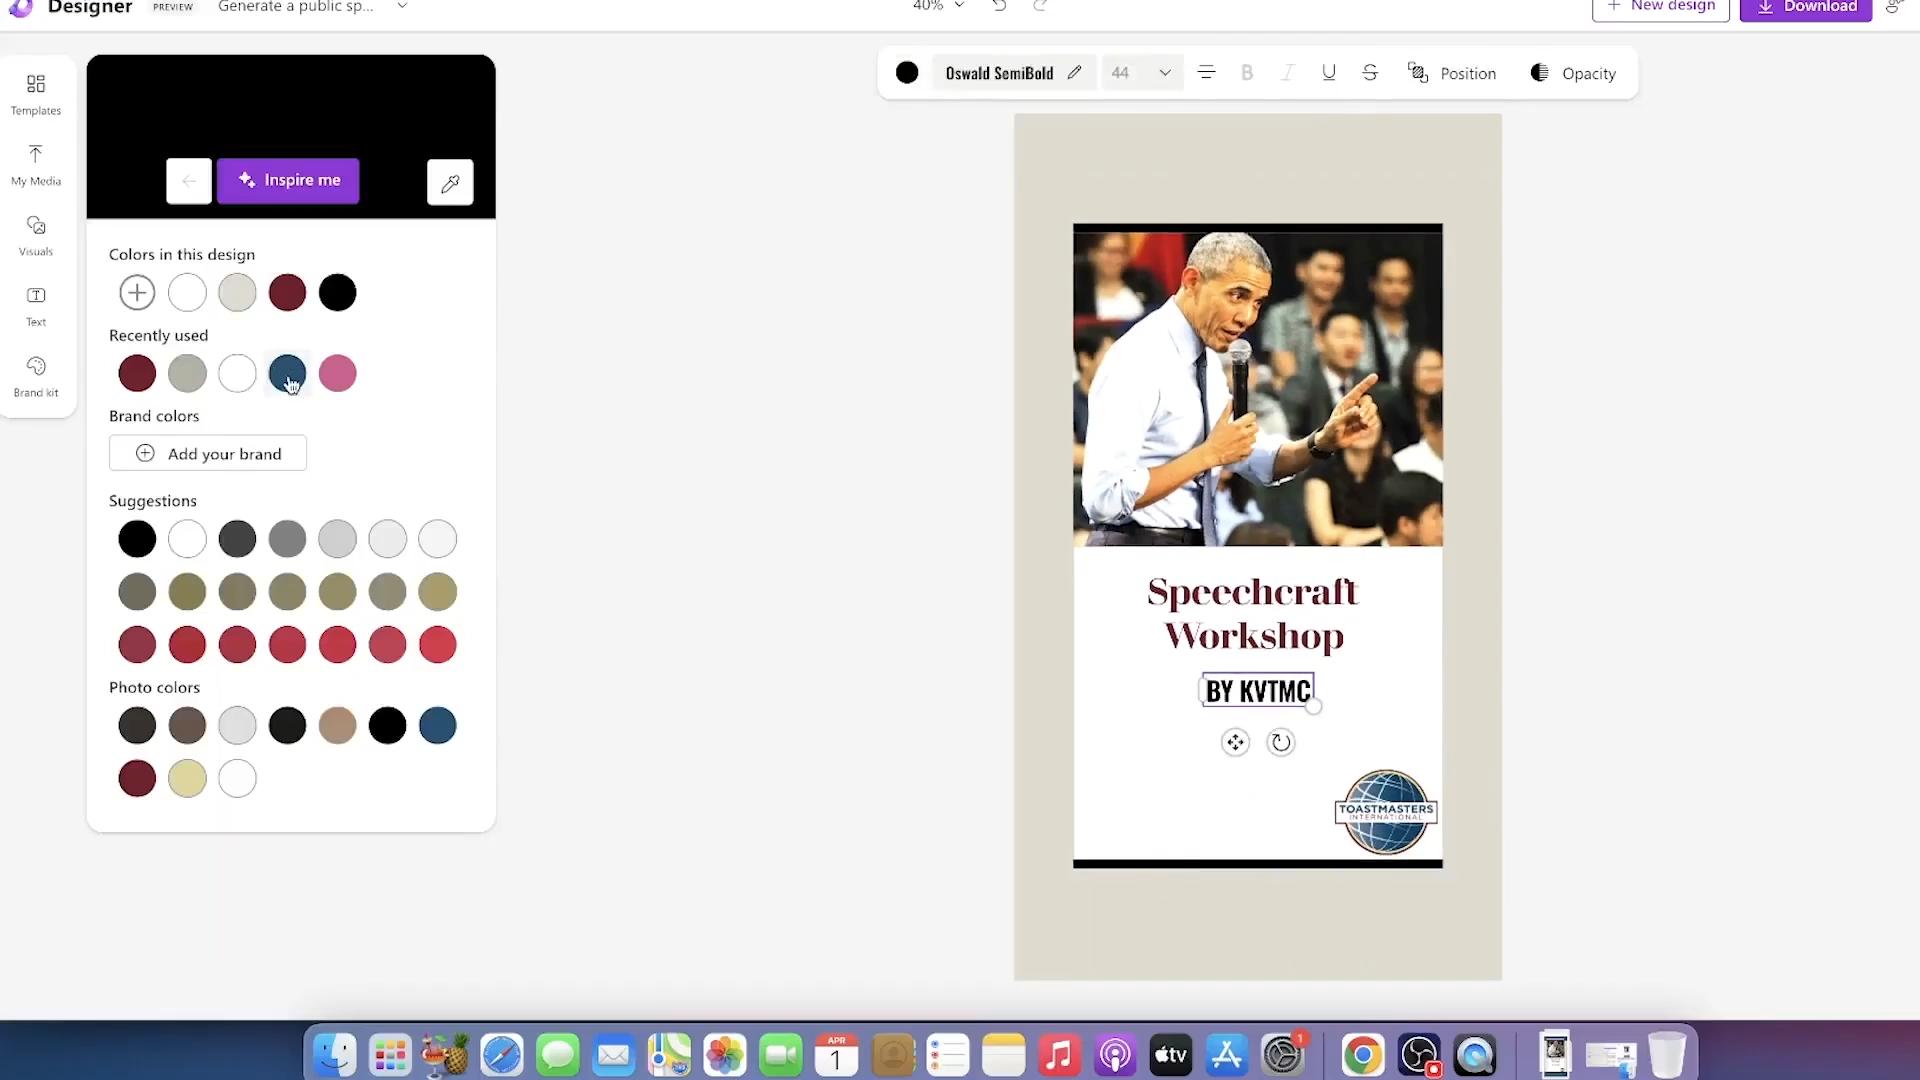 Designer PREVIEW Generate a public sp... 40% + New design Download
Oswald SemiBold 44 B I U S Position Opacity
Templates
My Media
Visuals
Text
Brand kit
Inspire me
Colors in this design
Recently used
Brand colors
Add your brand
Suggestions
Photo colors
Speechcraft
Workshop
BY KVTMC
TOASTMASTERS
INTERNATIONAL
APR
1
tv
1